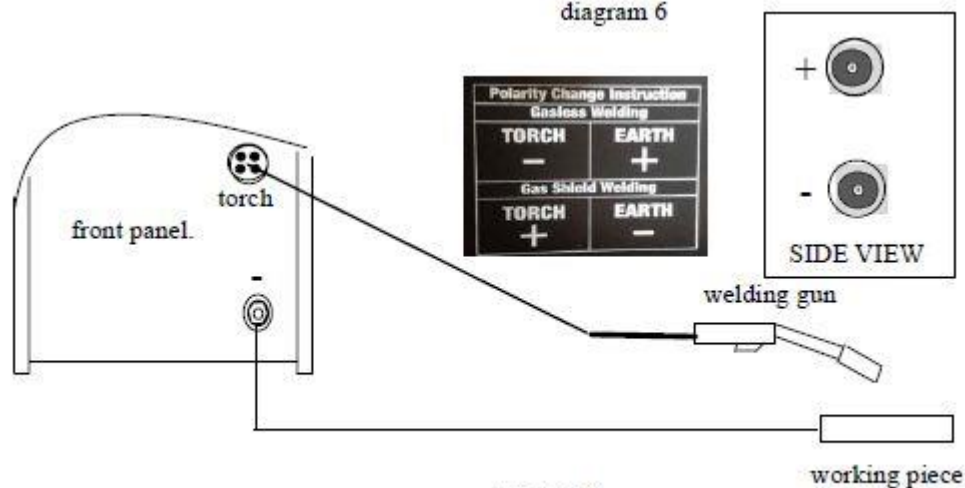 diagram 6
+
-
SIDE VIEW
Polarity Change Instruction
Gasless Welding
TORCH EARTH
- +
Gas Shield Welding
TORCH EARTH
+ -
torch
front panel.
-
welding gun
working piece